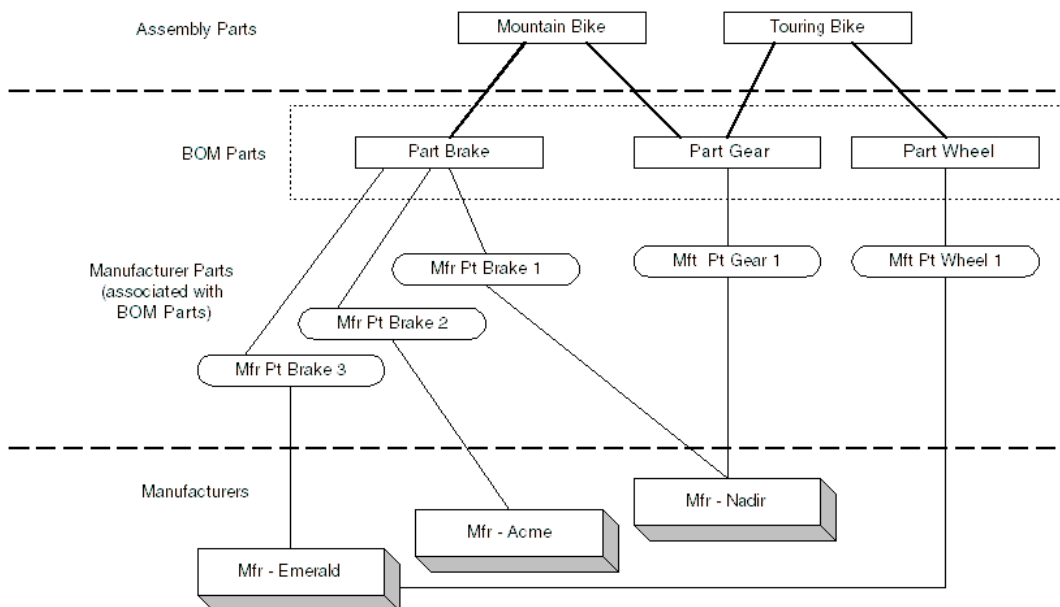 Assembly Parts
Mountain Bike
Touring Bike
BOM Parts
Part Brake
Part Gear
Part Wheel
Manufacturer Parts
(associated with
BOM Parts)
Mfr Pt Brake 1
Mft Pt Gear 1
Mft Pt Wheel 1
Mfr Pt Brake 2
Mfr Pt Brake 3
Manufacturers
Mfr - Nadir
Mfr - Acme
Mfr - Emerald